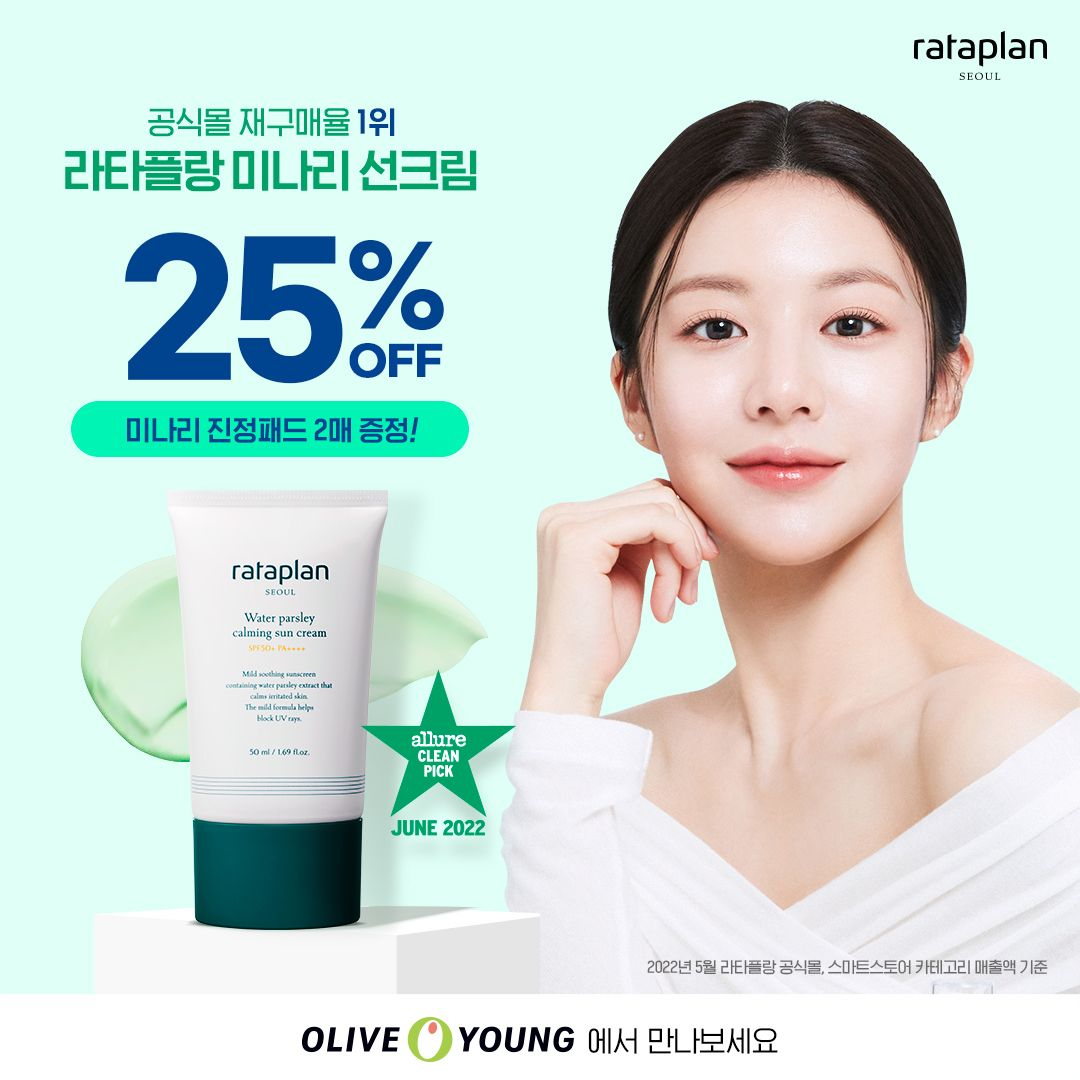 rataplan
SEOUL
공식몰 재구매율 1위
라타플랑 미나리 선크림
25%
OFF
미나리 진정패드 2매 증정!
rataplan
SEOUL
Water parsley
calming sun cream
SPF50+ PA++++
Mild soothing sunscreen
containing water parsley extract that
calms irritated skin.
The mild formula helps
block UV rays.
50 ml / 1.69 fl.oz.
allure
CLEAN
PICK
JUNE 2022
2022년 5월 라타플랑 공식몰, 스마트스토어 카테고리 매출액 기준
OLIVE YOUNG 에서 만나보세요